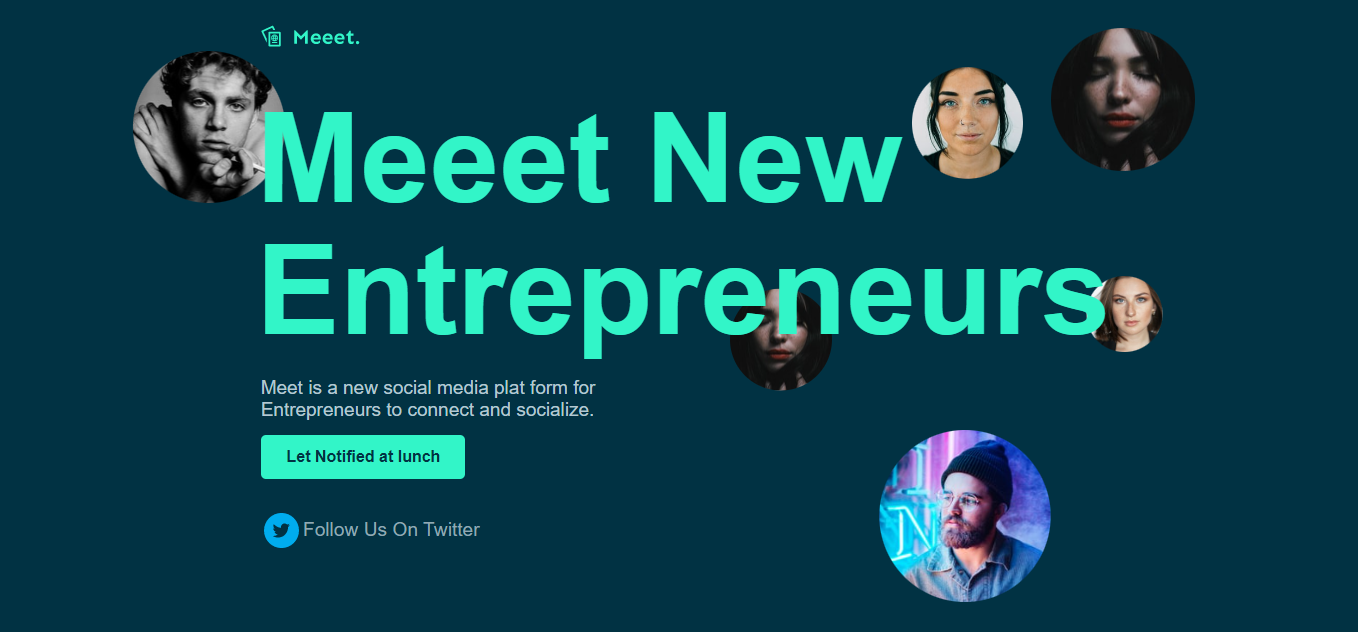 Meeet.
Meeet New
Entrepreneurs
Meet is a new social media plat form for
Entrepreneurs to connect and socialize.
Let Notified at lunch
Follow Us On Twitter